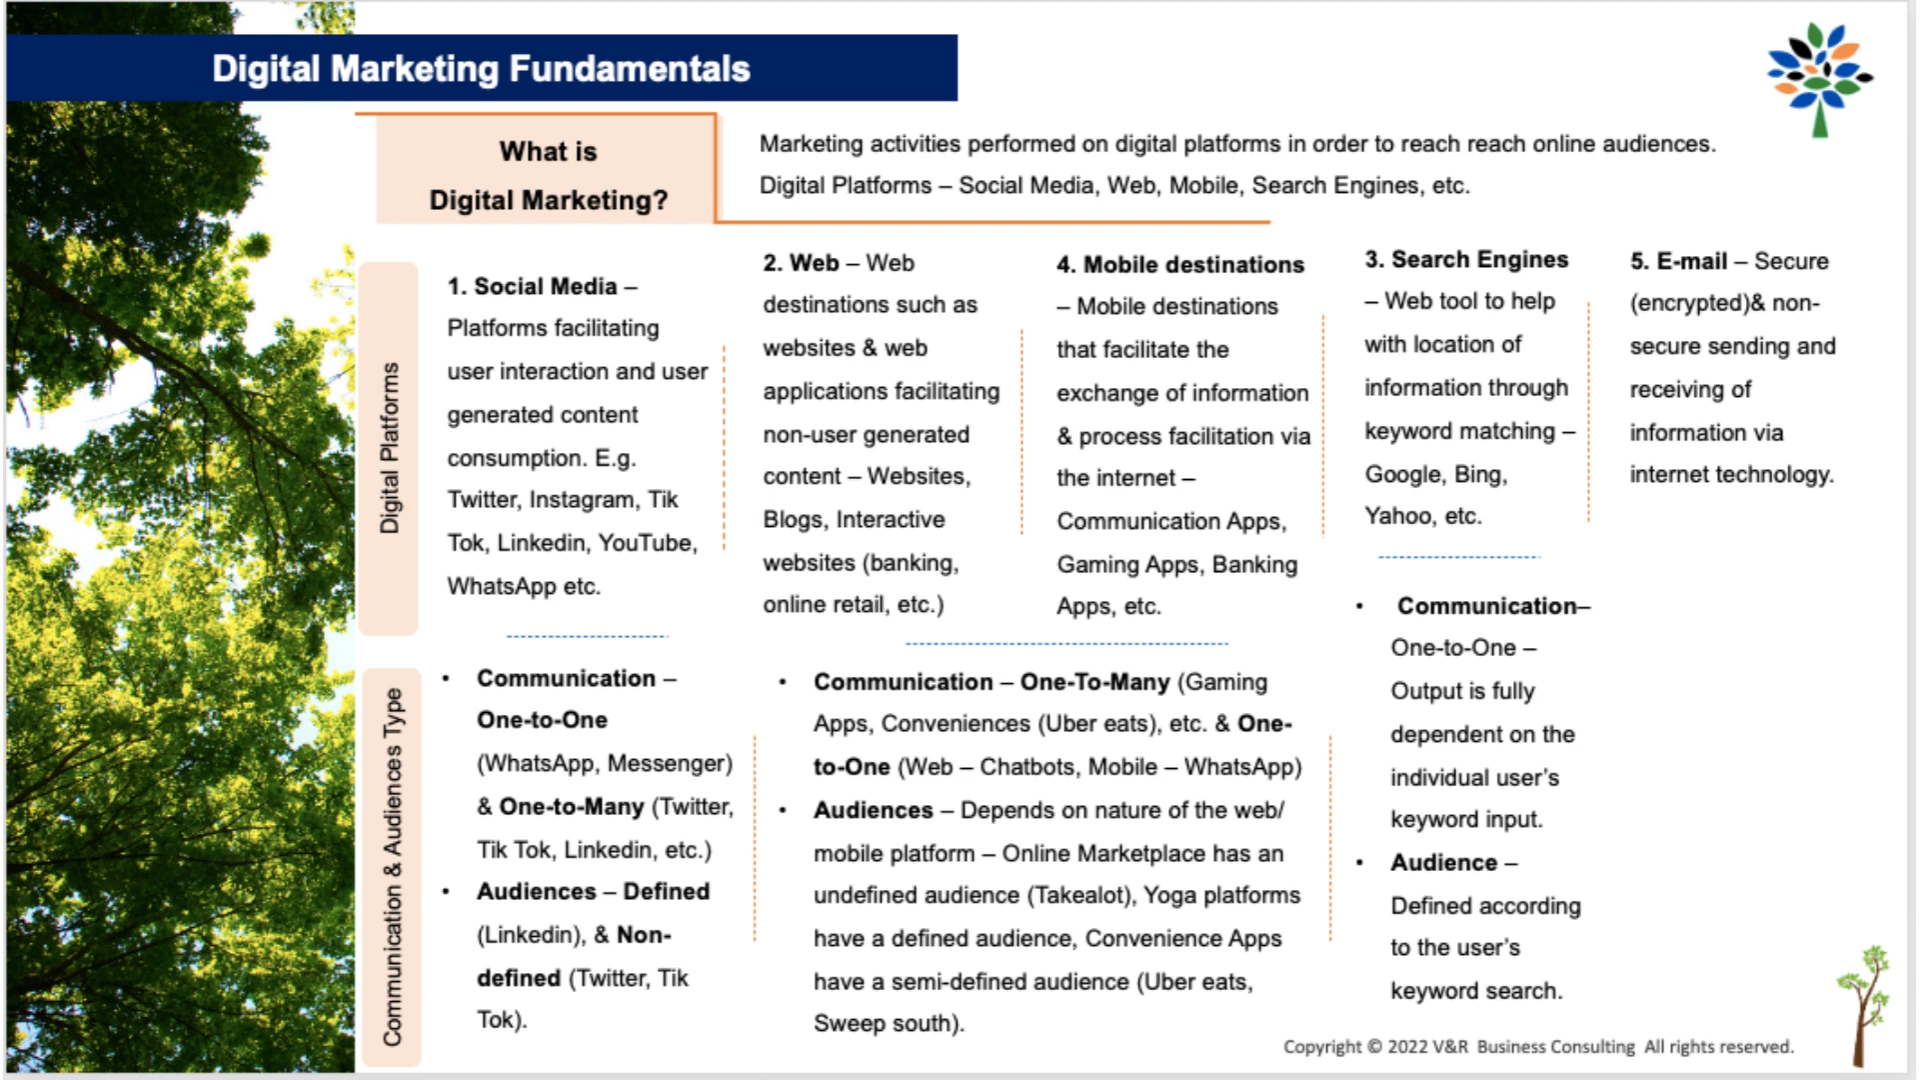 Digital Marketing Fundamentals
What is
Digital Marketing?
Marketing activities performed on digital platforms in order to reach reach online audiences.
Digital Platforms – Social Media, Web, Mobile, Search Engines, etc.
Digital Platforms
1. Social Media –
Platforms facilitating
user interaction and user
generated content
consumption. E.g.
Twitter, Instagram, Tik
Tok, Linkedin, YouTube,
WhatsApp etc.
2. Web – Web
destinations such as
websites & web
applications facilitating
non-user generated
content – Websites,
Blogs, Interactive
websites (banking,
online retail, etc.)
4. Mobile destinations
– Mobile destinations
that facilitate the
exchange of information
& process facilitation via
the internet –
Communication Apps,
Gaming Apps, Banking
Apps, etc.
3. Search Engines
– Web tool to help
with location of
information through
keyword matching –
Google, Bing,
Yahoo, etc.
5. E-mail – Secure
(encrypted)& non-
secure sending and
receiving of
information via
internet technology.
Communication & Audiences Type
• Communication –
One-to-One
(WhatsApp, Messenger)
& One-to-Many (Twitter,
Tik Tok, Linkedin, etc.)
• Audiences – Defined
(Linkedin), & Non-
defined (Twitter, Tik
Tok).
• Communication – One-To-Many (Gaming
Apps, Conveniences (Uber eats), etc. & One-
to-One (Web – Chatbots, Mobile – WhatsApp)
• Audiences – Depends on nature of the web/
mobile platform – Online Marketplace has an
undefined audience (Takealot), Yoga platforms
have a defined audience, Convenience Apps
have a semi-defined audience (Uber eats,
Sweep south).
• Communication–
One-to-One –
Output is fully
dependent on the
individual user's
keyword input.
• Audience –
Defined according
to the user's
keyword search.
Copyright © 2022 V&R Business Consulting All rights reserved.